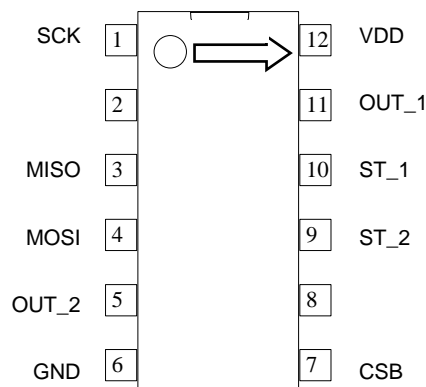 SCK 1 12 VDD
2 11 OUT_1
MISO 3 10 ST_1
MOSI 4 9 ST_2
OUT_2 5 8
GND 6 7 CSB